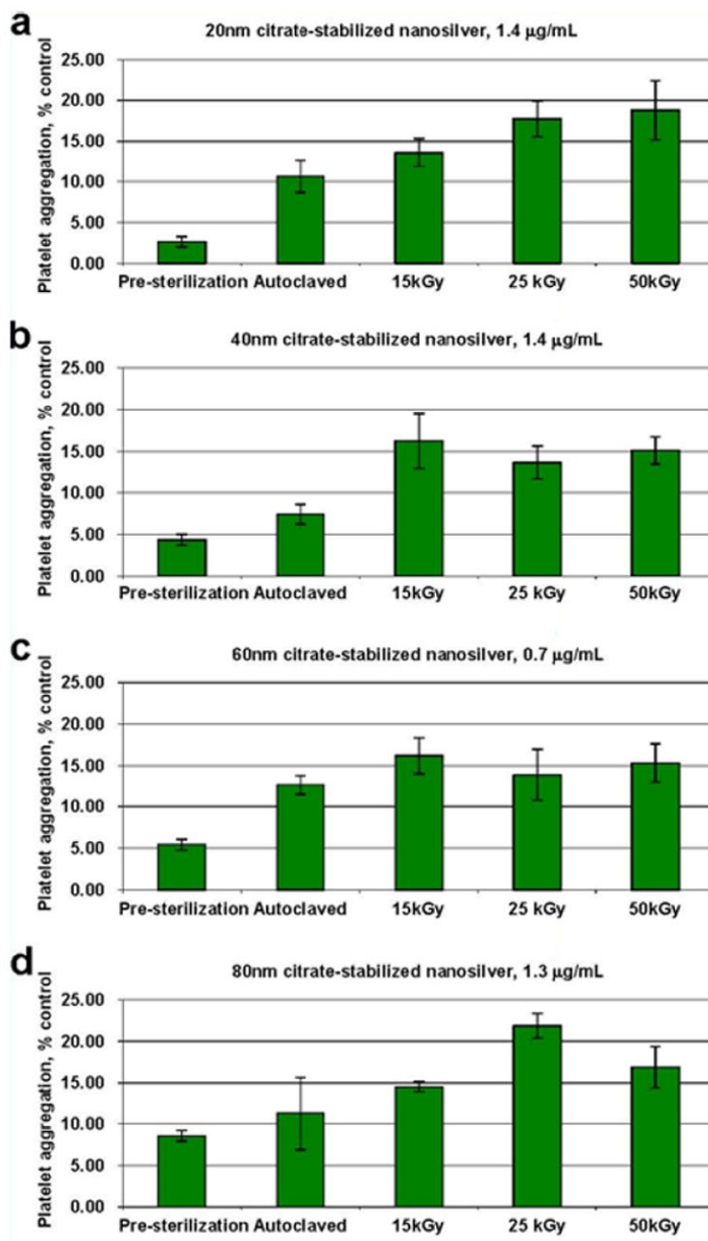 a
20nm citrate-stabilized nanosilver, 1.4 μg/mL
Platelet aggregation, % control
25.00
20.00
15.00
10.00
5.00
0.00
Pre-sterilization Autoclaved 15kGy 25 kGy 50kGy
b
40nm citrate-stabilized nanosilver, 1.4 μg/mL
Platelet aggregation, % control
25.00
20.00
15.00
10.00
5.00
0.00
Pre-sterilization Autoclaved 15kGy 25 kGy 50kGy
c
60nm citrate-stabilized nanosilver, 0.7 μg/mL
Platelet aggregation, % control
25.00
20.00
15.00
10.00
5.00
0.00
Pre-sterilization Autoclaved 15kGy 25 kGy 50kGy
d
80nm citrate-stabilized nanosilver, 1.3 μg/mL
Platelet aggregation, % control
25.00
20.00
15.00
10.00
5.00
0.00
Pre-sterilization Autoclaved 15kGy 25 kGy 50kGy